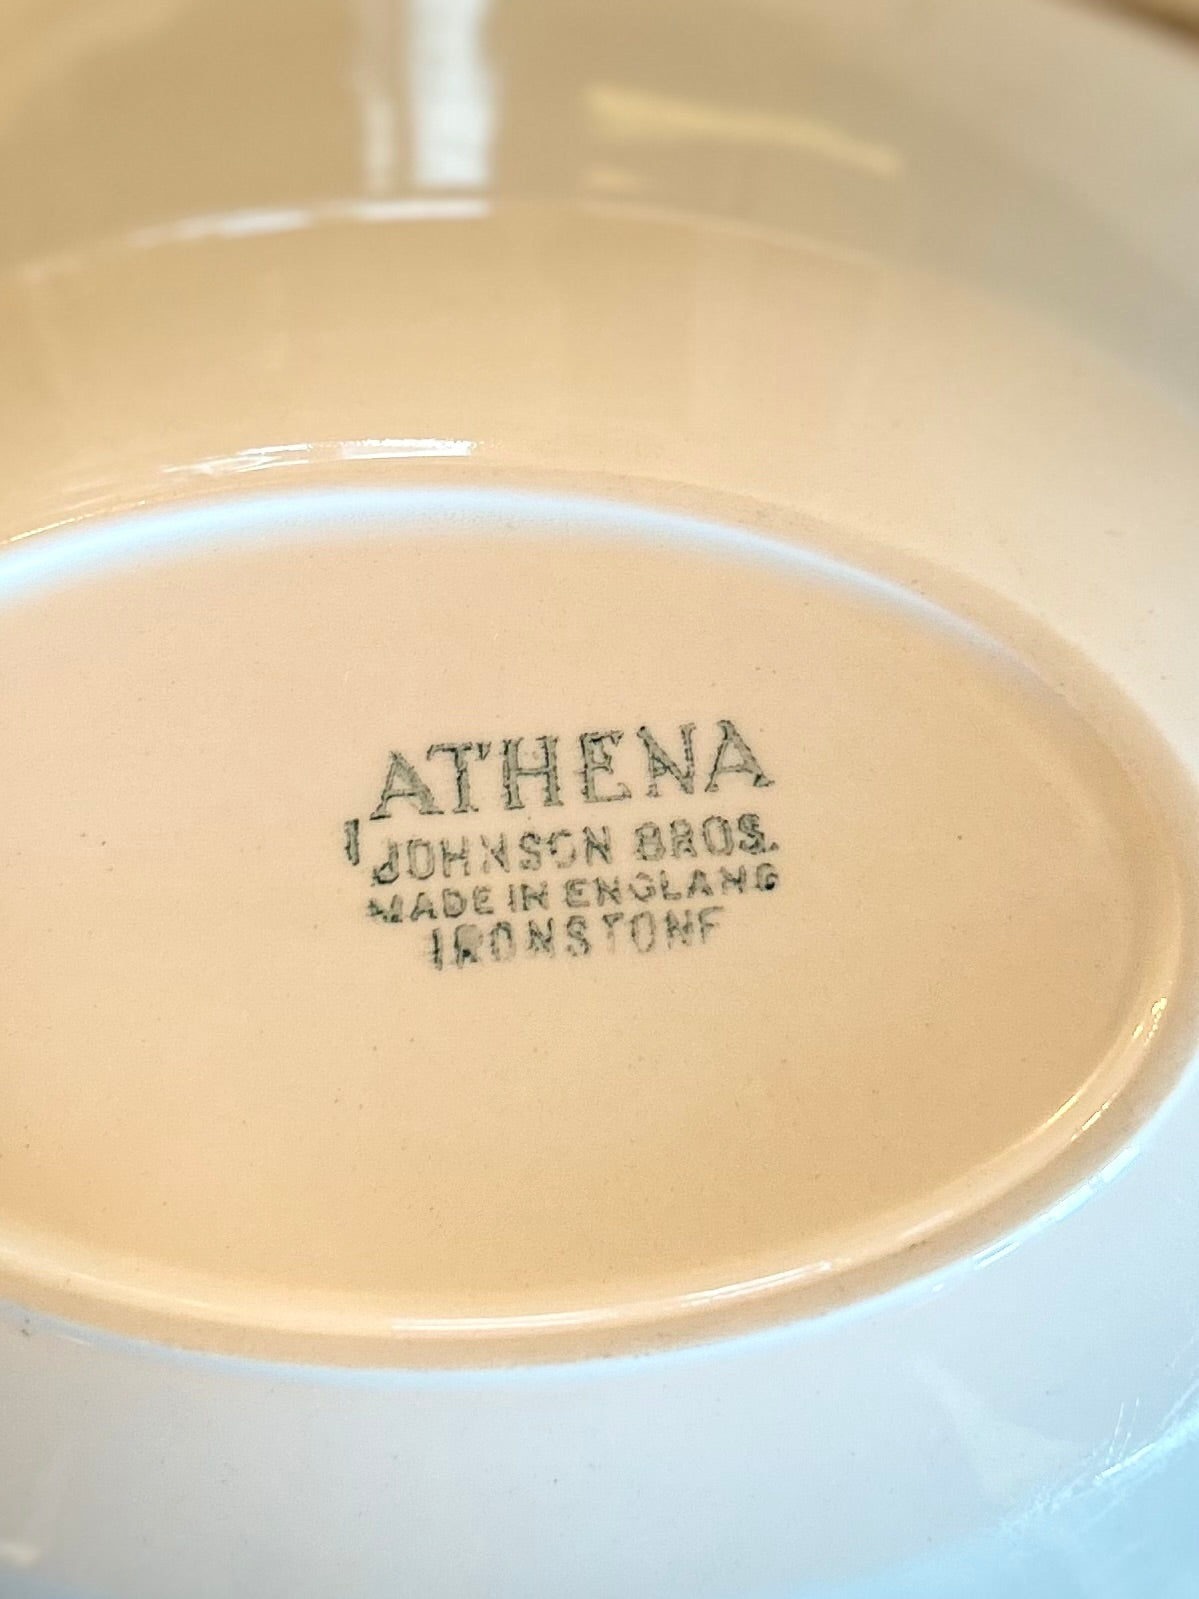 ATHENA
JOHNSON BROS.
MADE IN ENGLAND
IRONSTONE